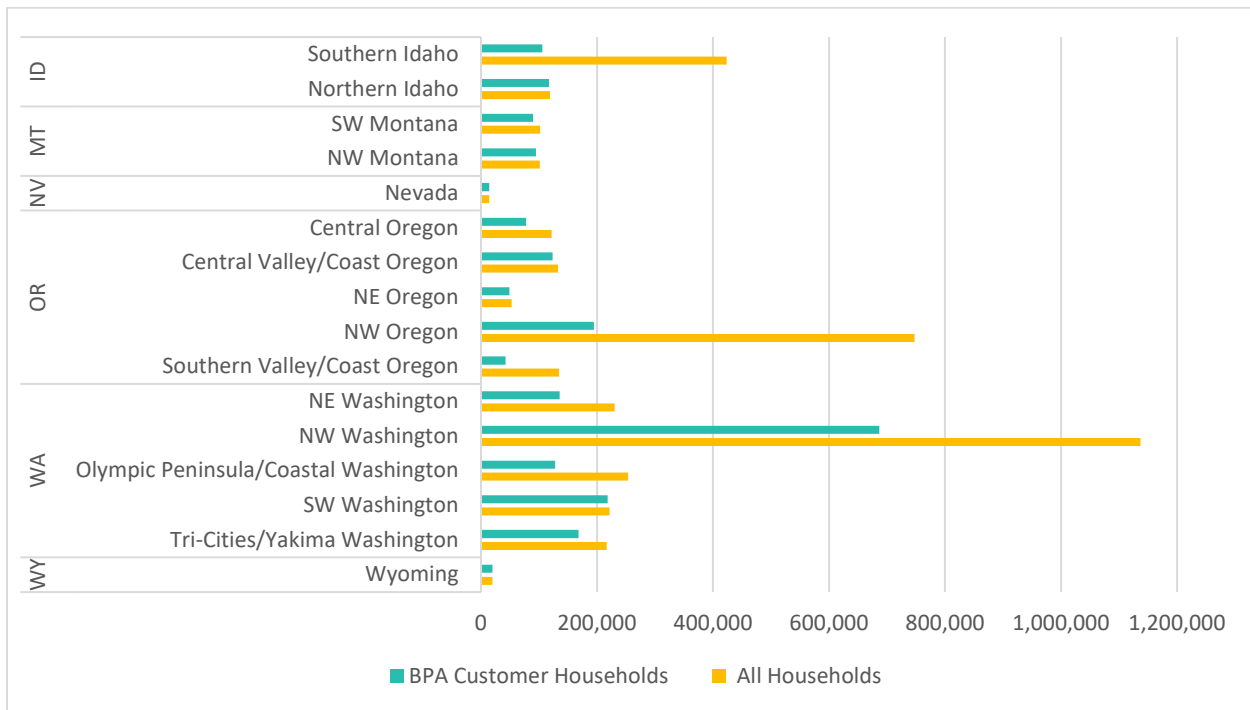 ID
Southern Idaho
Northern Idaho
MT
SW Montana
NW Montana
NV
Nevada
OR
Central Oregon
Central Valley/Coast Oregon
NE Oregon
NW Oregon
Southern Valley/Coast Oregon
WA
NE Washington
NW Washington
Olympic Peninsula/Coastal Washington
SW Washington
Tri-Cities/Yakima Washington
WY
Wyoming
0 200,000 400,000 600,000 800,000 1,000,000 1,200,000
BPA Customer Households All Households